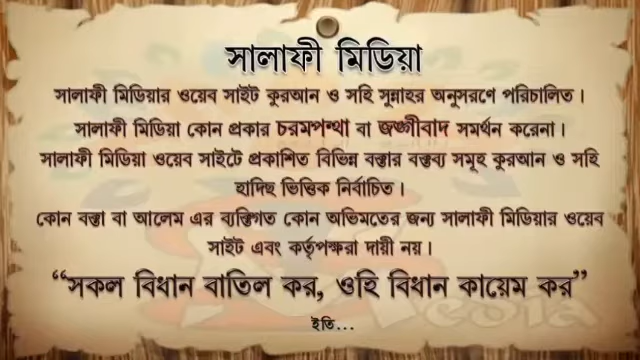 সালাফী মিডিয়া
সালাফী মিডিয়ার ওয়েব সাইট কুরআন ও সহি সুন্নাহর অনুসরণে পরিচালিত।
সালাফী মিডিয়া কোন প্রকার চরমপন্থা বা জঙ্গীবাদ সমর্থন করেনা।
সালাফী মিডিয়া ওয়েব সাইটে প্রকাশিত বিভিন্ন বক্তার বক্তব্য সমূহ কুরআন ও সহি
হাদিছ ভিত্তিক নির্বাচিত।
কোন বক্তা বা আলেম এর ব্যক্তিগত কোন অভিমতের জন্য সালাফী মিডিয়ার ওয়েব
সাইট এবং কর্তৃপক্ষরা দায়ী নয়।
“সকল বিধান বাতিল কর, ওহি বিধান কায়েম কর”
ইতি...